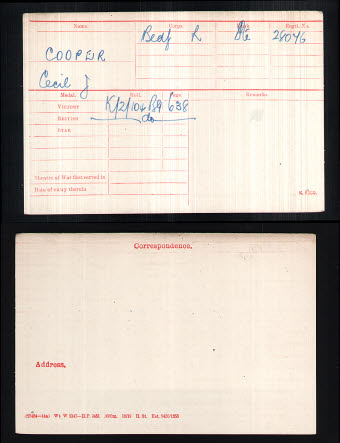 Name. Corps. Rank. Regtl. No.
COOPER Bedf R Pte 28046
Cecil J
Medal. Roll. Page. Remarks.
VICTORY K/2/104 B9 638
BRITISH do
STAR
Theatre of War first served in
Date of entry therein
Correspondence.
Address.